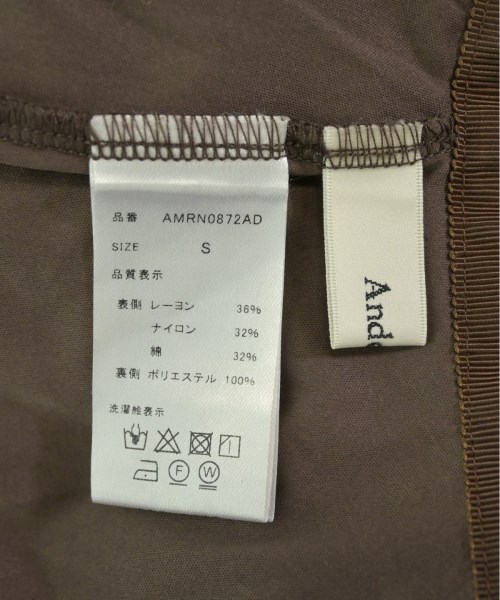 品番 AMRN0872AD
SIZE S
品質表示
表側 レーヨン 36%
ナイロン 32%
綿 32%
裏側 ポリエステル 100%
洗濯絵表示
F W
And